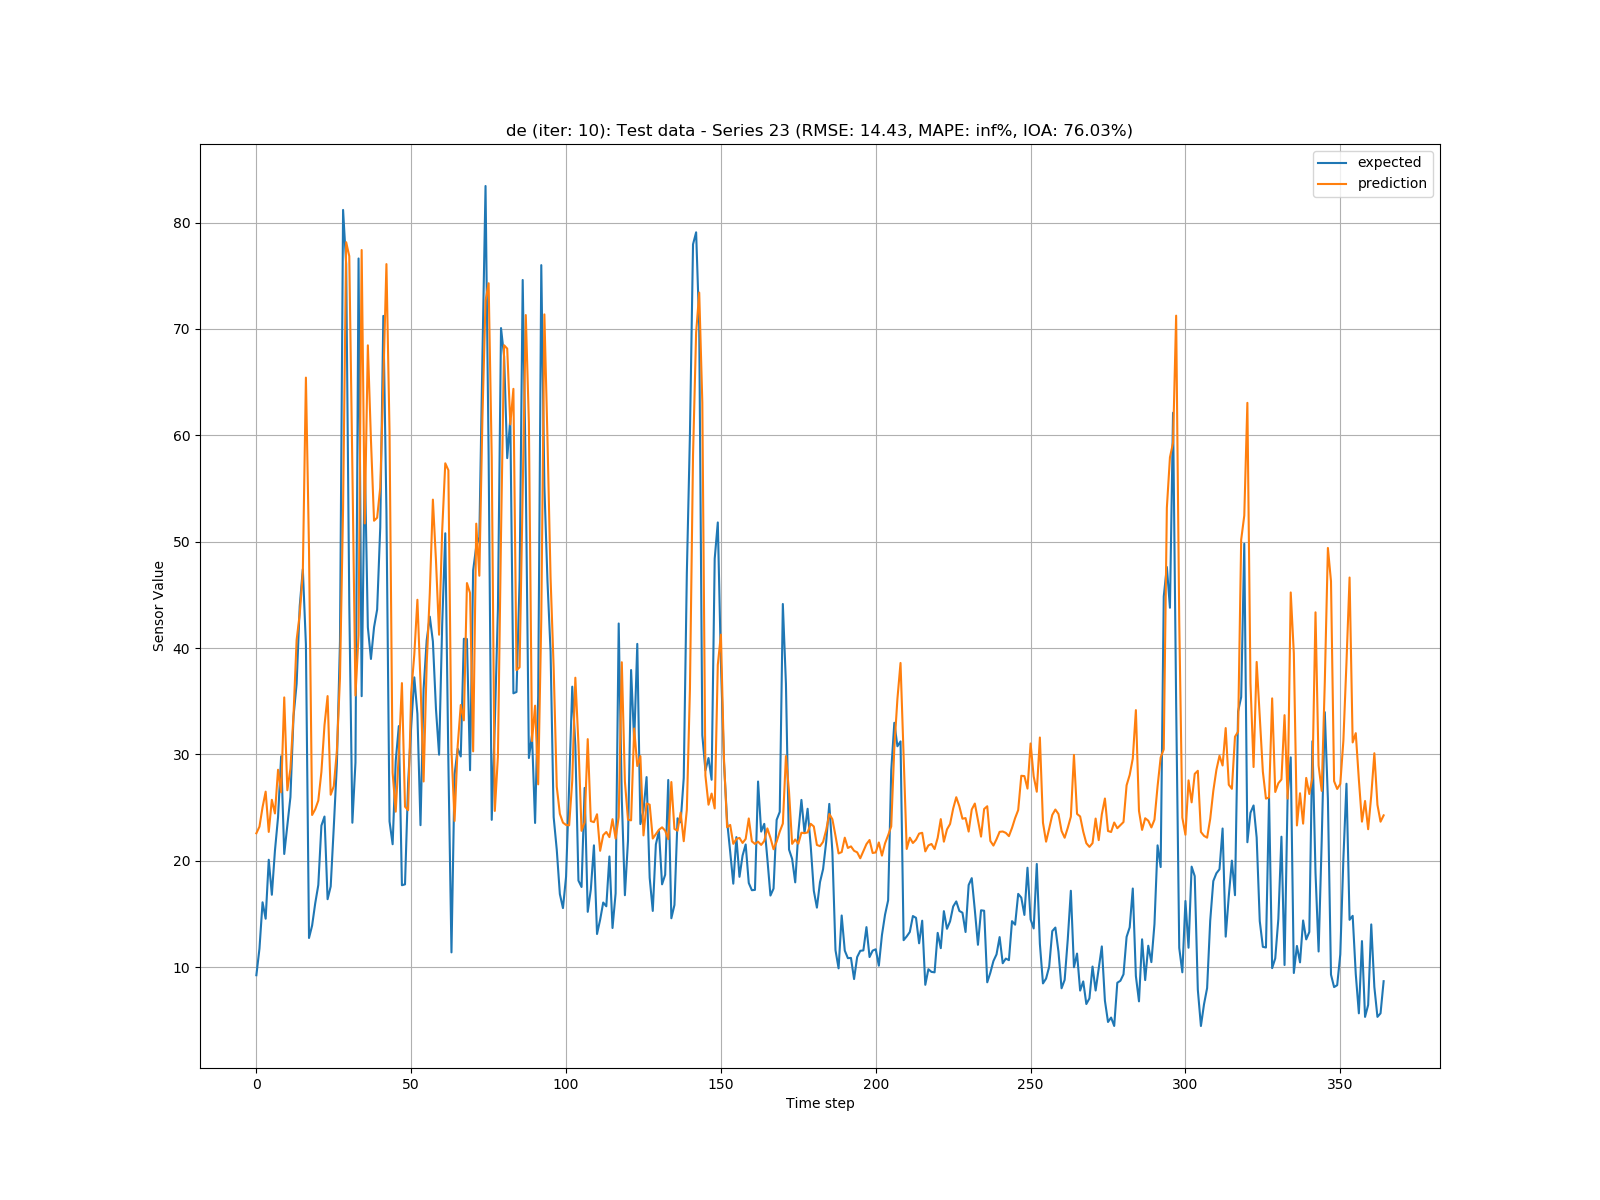 de (iter: 10): Test data - Series 23 (RMSE: 14.43, MAPE: inf%, IOA: 76.03%)
expected
prediction
80
70
60
50
40
30
20
10
Sensor Value
0 50 100 150 200 250 300 350
Time step